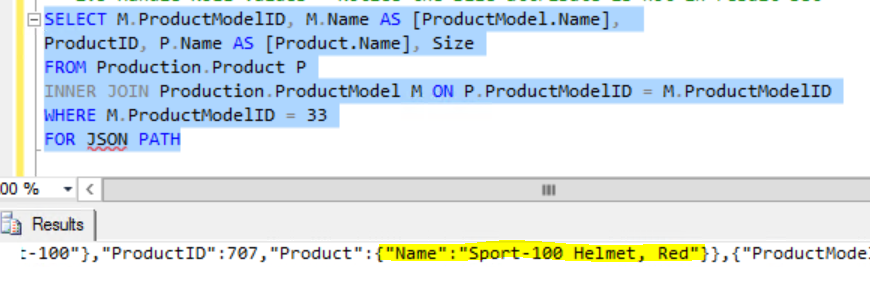 SELECT M.ProductModelID, M.Name AS [ProductModel.Name],
ProductID, P.Name AS [Product.Name], Size
FROM Production.Product P
INNER JOIN Production.ProductModel M ON P.ProductModelID = M.ProductModelID
WHERE M.ProductModelID = 33
FOR JSON PATH
00 %
Results
:-100"},"ProductID":707,"Product":{"Name":"Sport-100 Helmet, Red"}},{"ProductModel